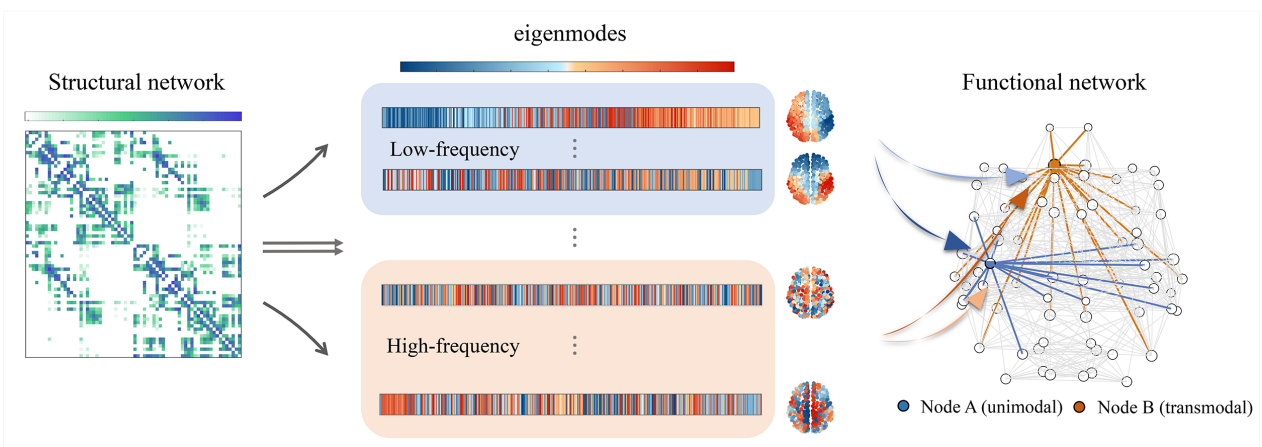 eigenmodes
Structural network
Functional network
Low-frequency
High-frequency
Node A (unimodal)
Node B (transmodal)